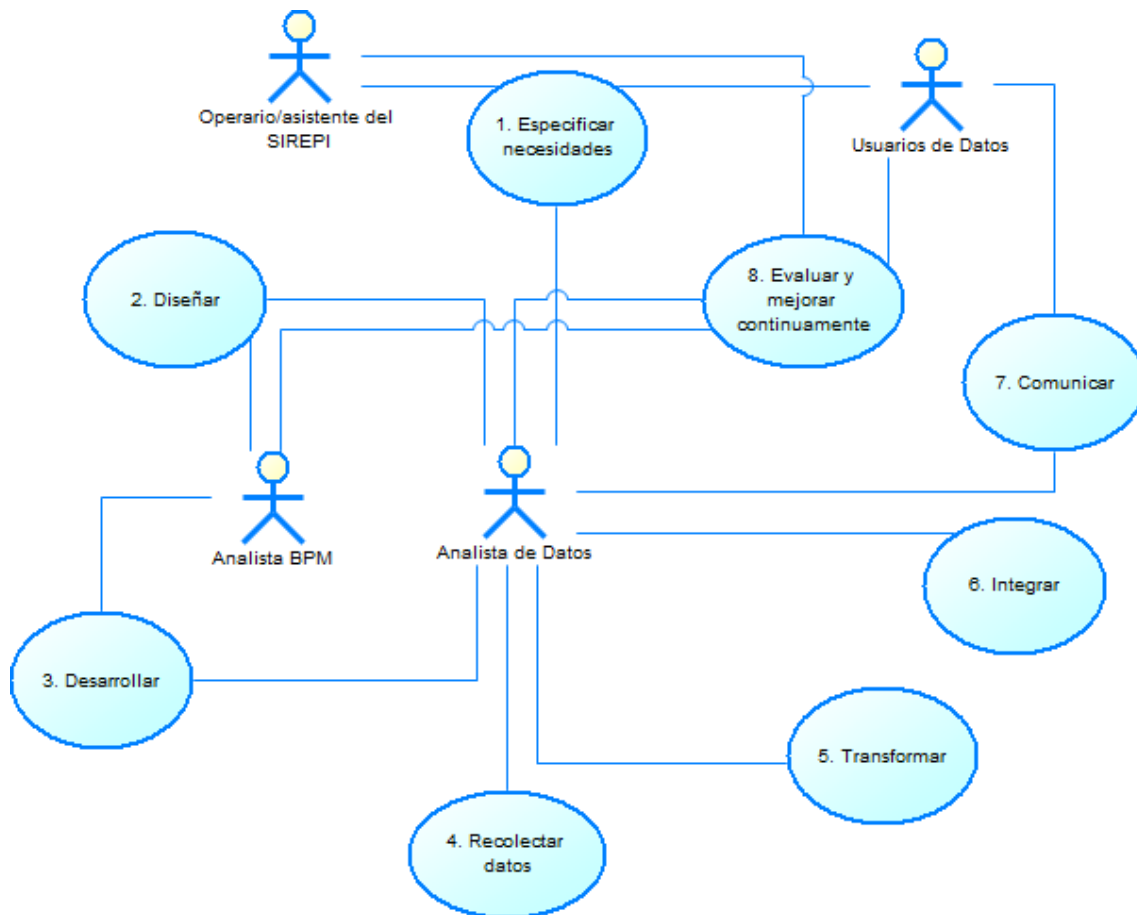 Operario/asistente del
SIREPI
1. Especificar
necesidades
Usuarios de Datos
2. Diseñar
8. Evaluar y
mejorar
continuamente
7. Comunicar
Analista BPM
Analista de Datos
6. Integrar
3. Desarrollar
5. Transformar
4. Recolectar
datos